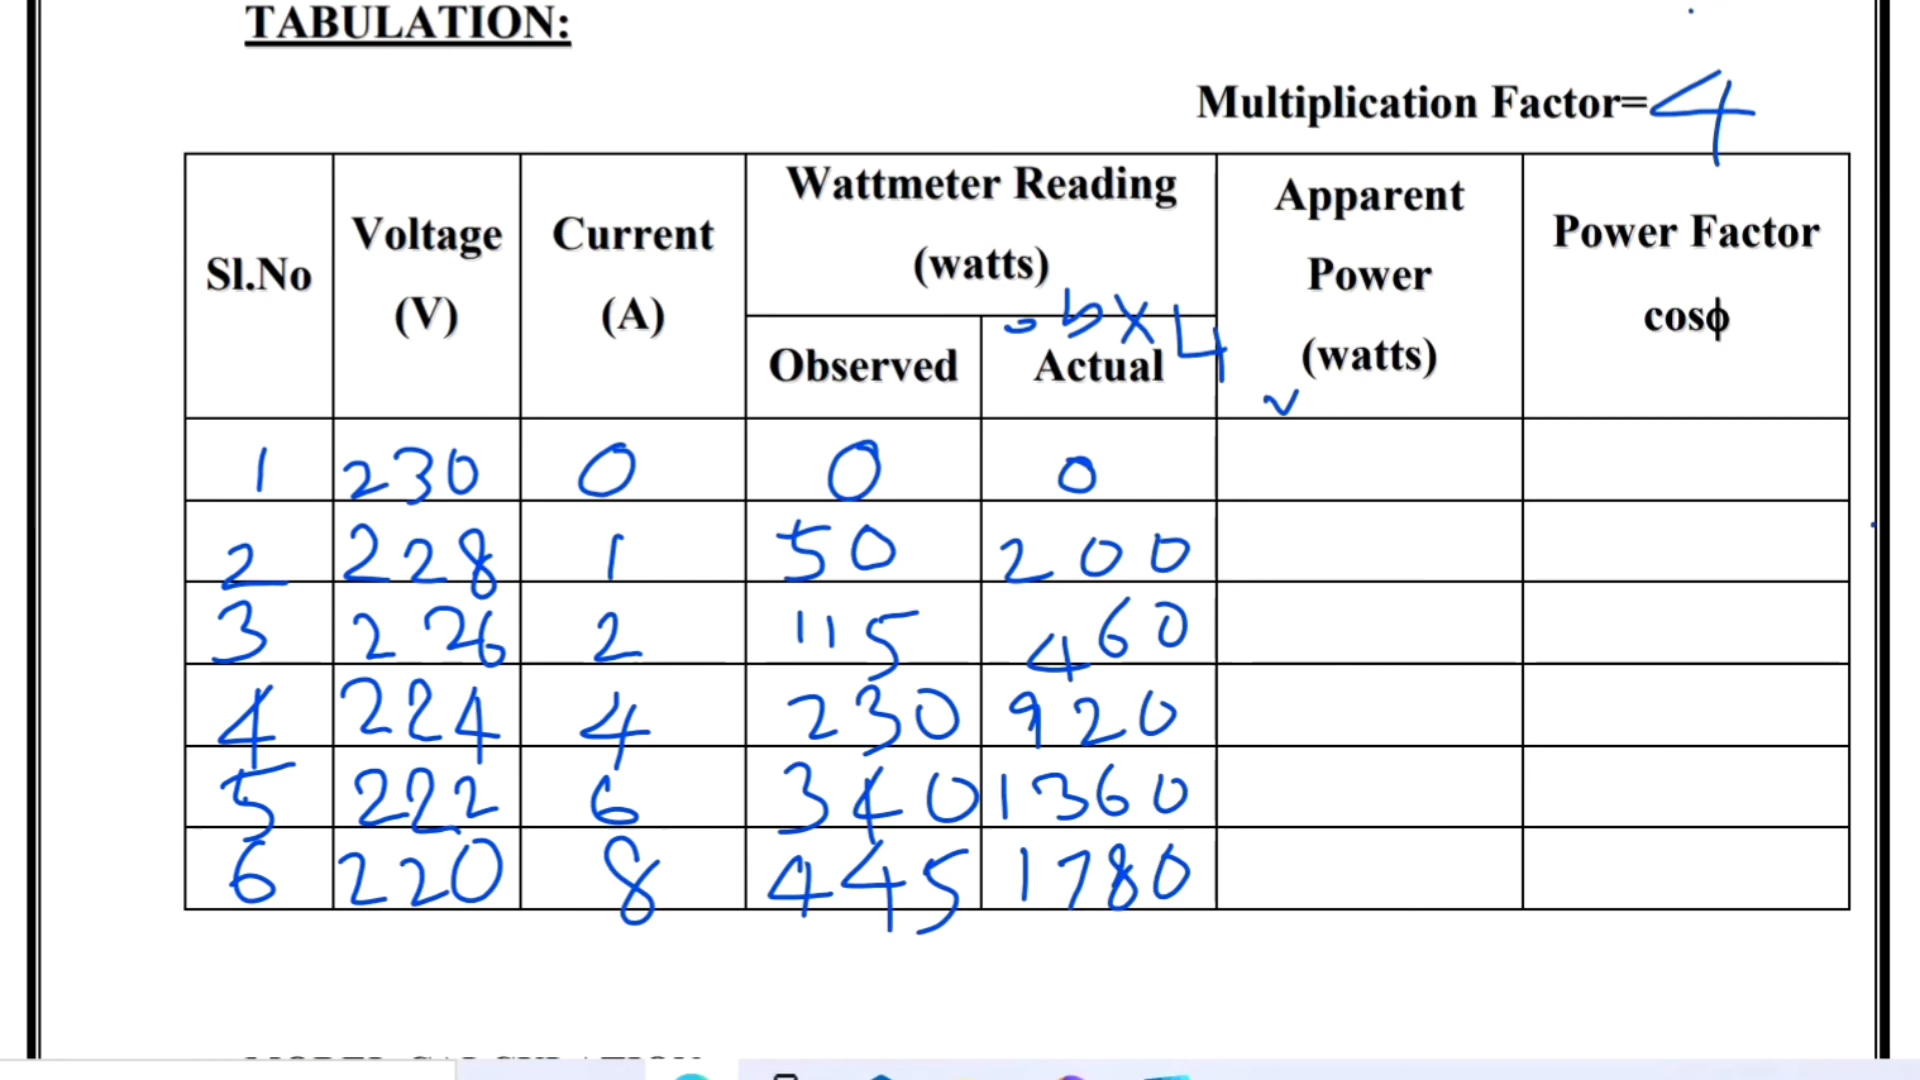 TABULATION:
Multiplication Factor=4
Sl.No Voltage (V) Current (A) Wattmeter Reading (watts) Apparent Power (watts) Power Factor cosϕ
Observed Actual
×4
1 230 0 0 0
2 228 1 50 200
3 226 2 115 460
4 224 4 230 920
5 222 6 340 1360
6 220 8 445 1780